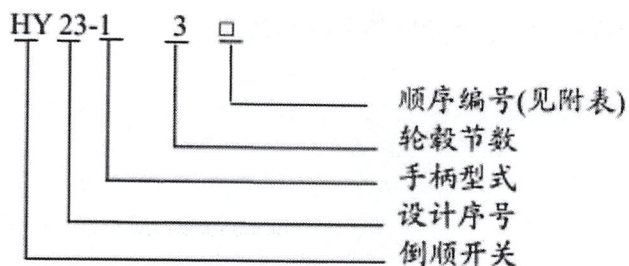 HY 23-1 3 □
顺序编号(见附表)
轮毂节数
手柄型式
设计序号
倒顺开关